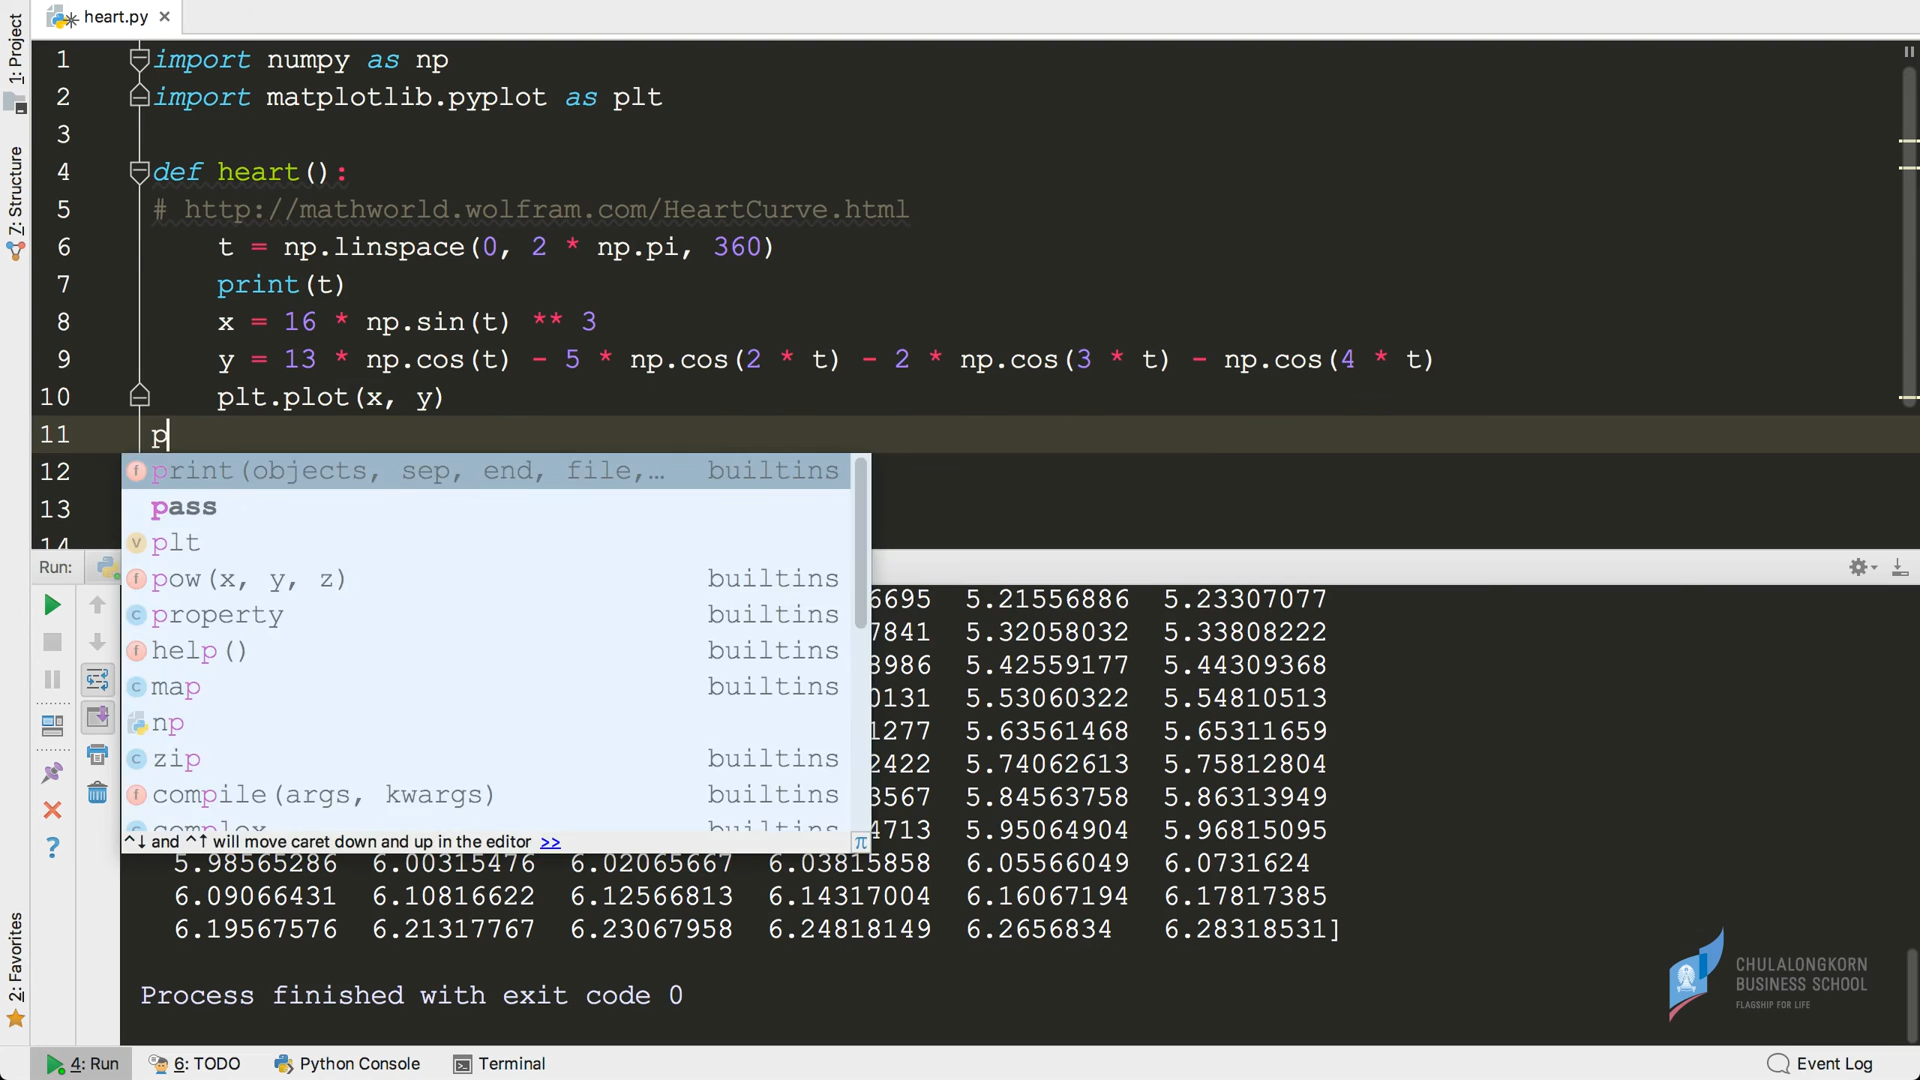 heart.py
1: Project
7: Structure
2: Favorites
1 import numpy as np
2 import matplotlib.pyplot as plt
3
4 def heart():
5 # http://mathworld.wolfram.com/HeartCurve.html
6 t = np.linspace(0, 2 * np.pi, 360)
7 print(t)
8 x = 16 * np.sin(t) ** 3
9 y = 13 * np.cos(t) - 5 * np.cos(2 * t) - 2 * np.cos(3 * t) - np.cos(4 * t)
10 plt.plot(x, y)
11 p
12
13
14
print(objects, sep, end, file,… builtins
pass
plt
pow(x, y, z) builtins
property builtins
help() builtins
map builtins
np
zip builtins
compile(args, kwargs) builtins
complex builtins
^↓ and ^↑ will move caret down and up in the editor >> π
Run:
6695 5.21556886 5.23307077
7841 5.32058032 5.33808222
8986 5.42559177 5.44309368
0131 5.53060322 5.54810513
1277 5.63561468 5.65311659
2422 5.74062613 5.75812804
3567 5.84563758 5.86313949
4713 5.95064904 5.96815095
5.98565286 6.00315476 6.02065667 6.03815858 6.05566049 6.0731624
6.09066431 6.10816622 6.12566813 6.14317004 6.16067194 6.17817385
6.19567576 6.21317767 6.23067958 6.24818149 6.2656834 6.28318531]
Process finished with exit code 0
CHULALONGKORN
BUSINESS SCHOOL
FLAGSHIP FOR LIFE
4: Run 6: TODO Python Console Terminal Event Log